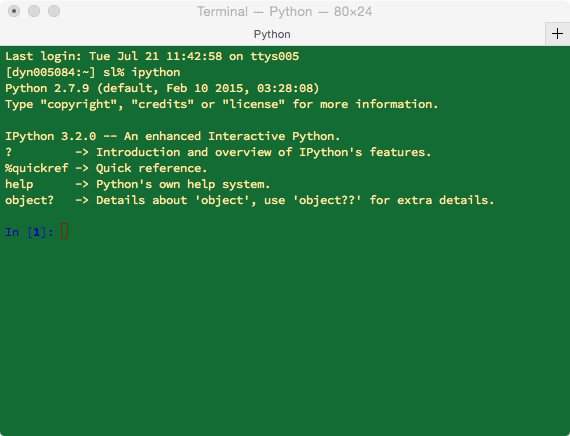 Terminal — Python — 80×24
Python
+
Last login: Tue Jul 21 11:42:58 on ttys005
[dyn005084:~] sl% ipython
Python 2.7.9 (default, Feb 10 2015, 03:28:08)
Type "copyright", "credits" or "license" for more information.

IPython 3.2.0 -- An enhanced Interactive Python.
?         -> Introduction and overview of IPython's features.
%quickref -> Quick reference.
help      -> Python's own help system.
object?   -> Details about 'object', use 'object??' for extra details.

In [1]: